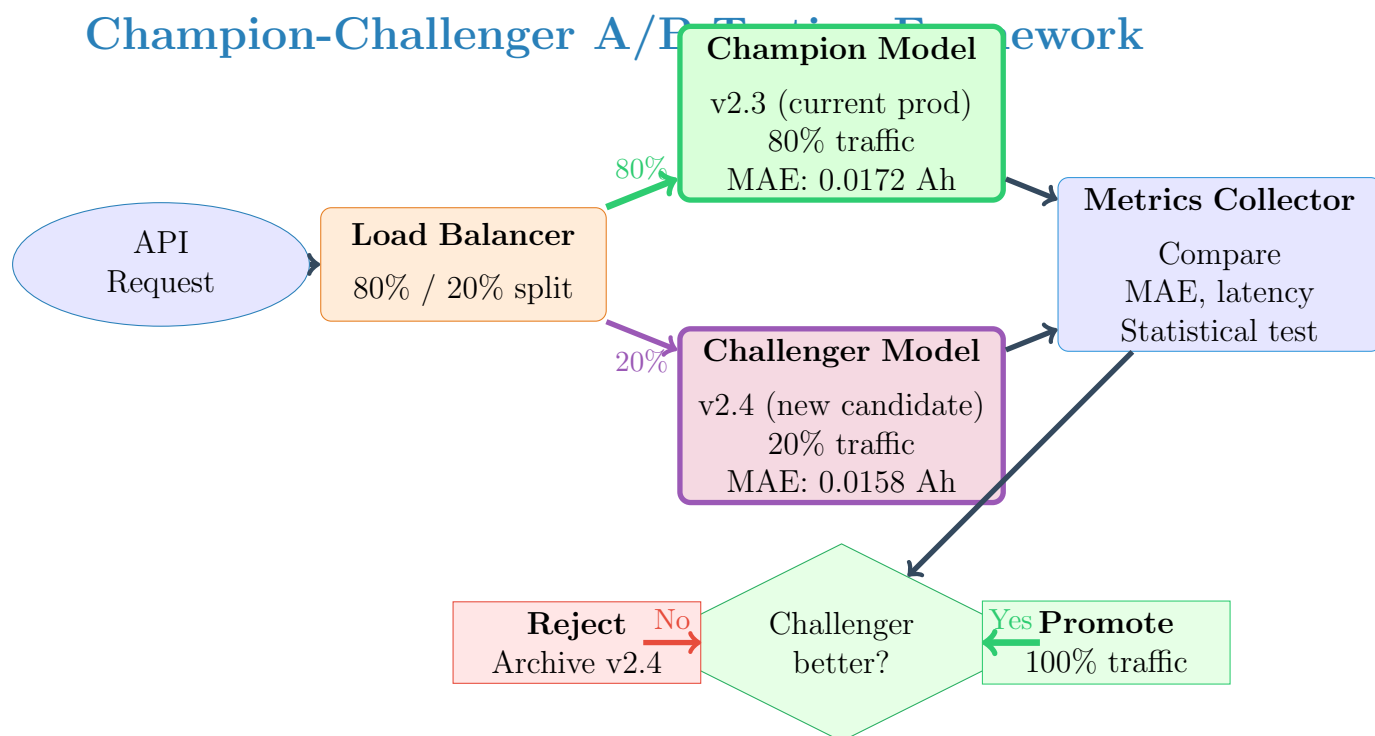 Champion-Challenger A/B Testing Framework
Champion Model
v2.3 (current prod)
80% traffic
MAE: 0.0172 Ah
80%
API
Request
Load Balancer
80% / 20% split
20%
Challenger Model
v2.4 (new candidate)
20% traffic
MAE: 0.0158 Ah
Metrics Collector
Compare
MAE, latency
Statistical test
Reject
Archive v2.4
No
Challenger
better?
Yes
Promote
100% traffic